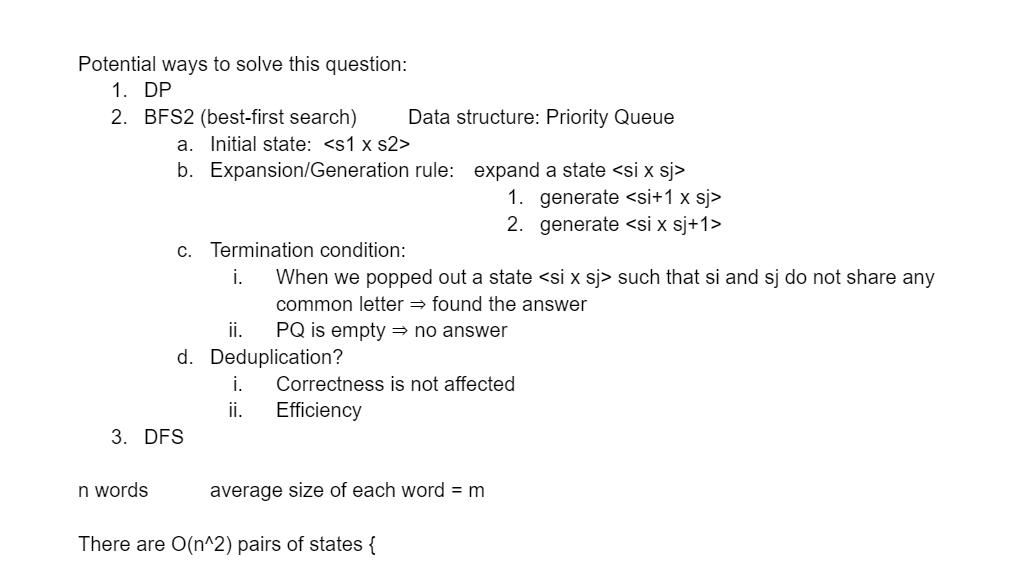 Potential ways to solve this question:
1. DP
2. BFS2 (best-first search) Data structure: Priority Queue
a. Initial state: <s1 x s2>
b. Expansion/Generation rule: expand a state <si x sj>
1. generate <si+1 x sj>
2. generate <si x sj+1>
c. Termination condition:
i. When we popped out a state <si x sj> such that si and sj do not share any
common letter ⇒ found the answer
ii. PQ is empty ⇒ no answer
d. Deduplication?
i. Correctness is not affected
ii. Efficiency
3. DFS
n words average size of each word = m
There are O(n^2) pairs of states {